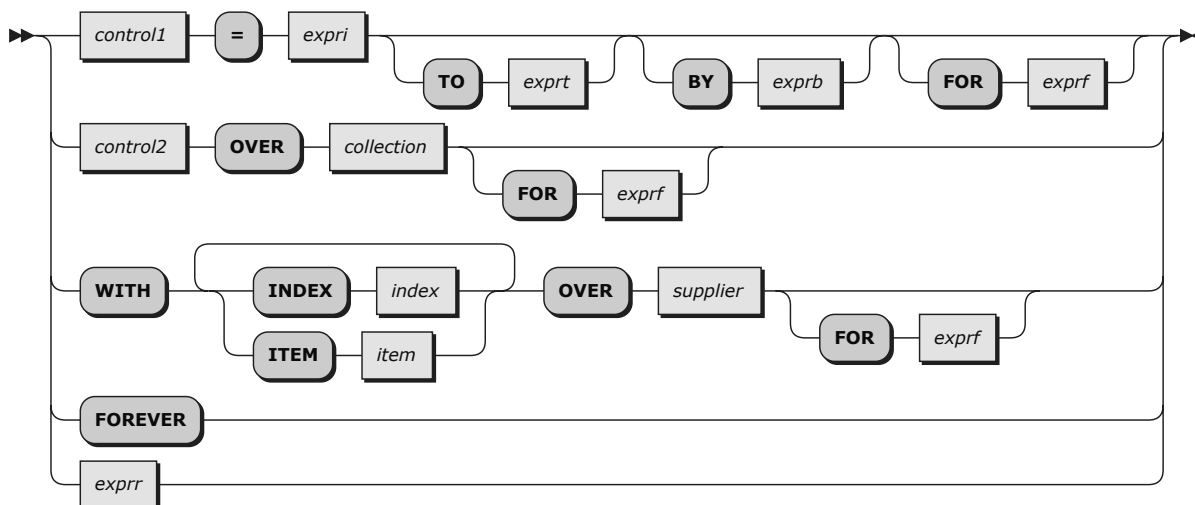 control1 = expri
TO exprt BY exprb FOR exprf
control2 OVER collection
FOR exprf
WITH INDEX index OVER supplier
ITEM item FOR exprf
FOREVER
exprr